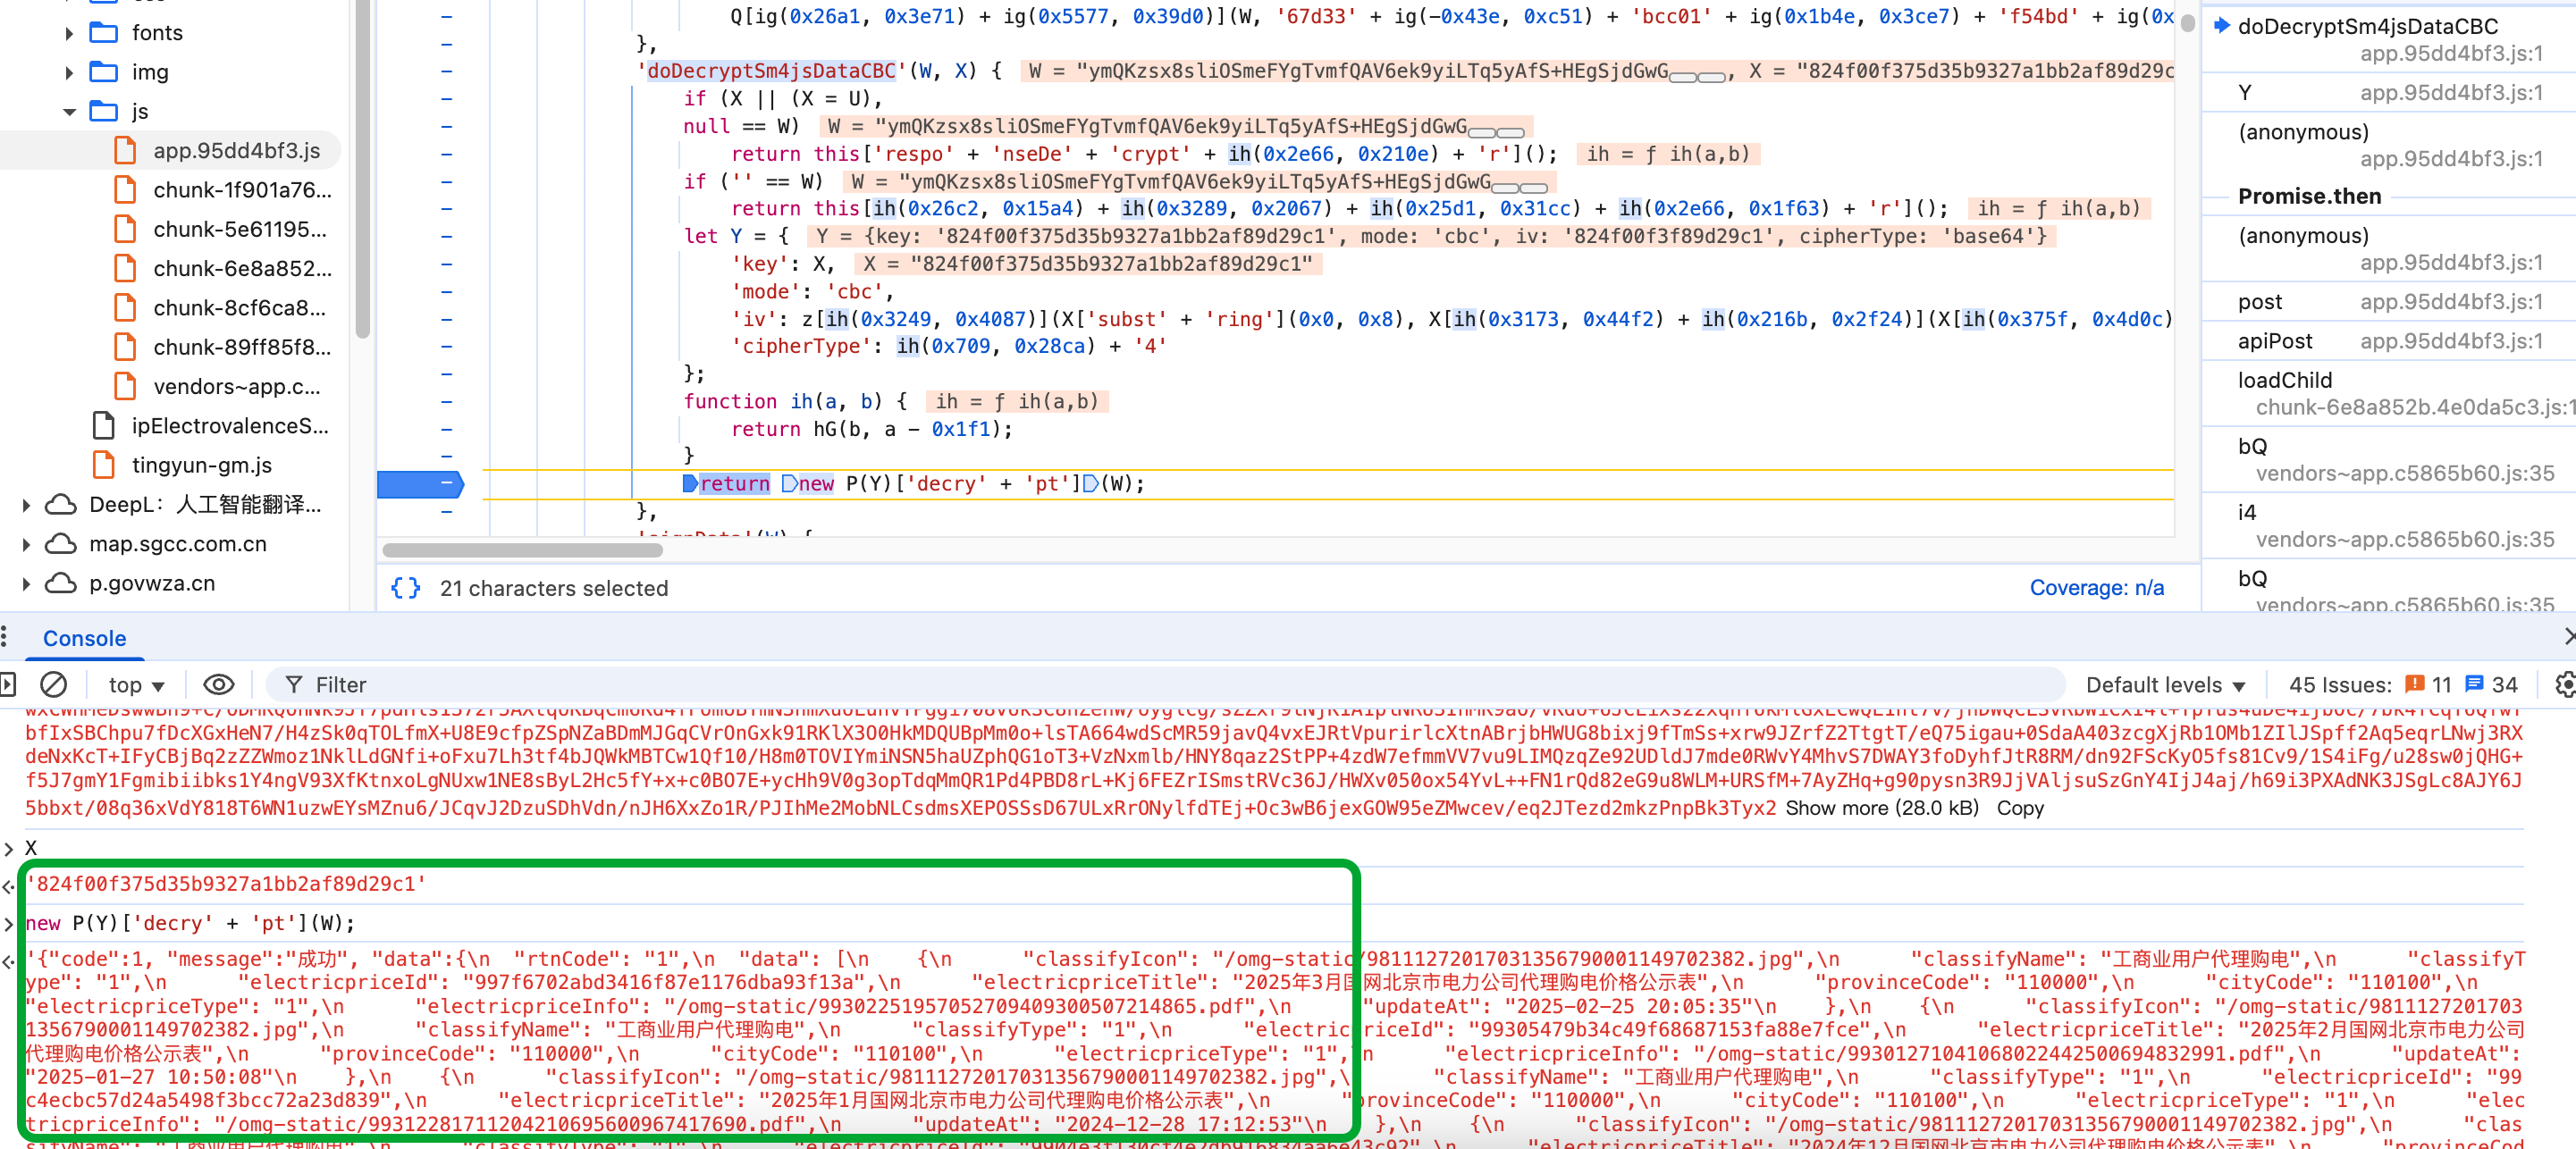 fonts
img
js
app.95dd4bf3.js
chunk-1f901a76...
chunk-5e61195...
chunk-6e8a852...
chunk-8cf6ca8...
chunk-89ff85f8...
vendors~app.c...
ipElectrovalenceS...
tingyun-gm.js
DeepL：人工智能翻译...
map.sgcc.com.cn
p.govwza.cn
Q[ig(0x26a1, 0x3e71) + ig(0x5577, 0x39d0)](W, '67d33' + ig(-0x43e, 0xc51) + 'bcc01' + ig(0x1b4e, 0x3ce7) + 'f54bd' + ig(0x
},
'doDecryptSm4jsDataCBC'(W, X) { W = "ymQKzsx8sliOSmeFYgTvmfQAV6ek9yiLTq5yAfS+HEgSjdGwG , X = "824f00f375d35b9327a1bb2af89d29c
if (X || (X = U),
null == W) W = "ymQKzsx8sliOSmeFYgTvmfQAV6ek9yiLTq5yAfS+HEgSjdGwG
return this['respo' + 'nseDe' + 'crypt' + ih(0x2e66, 0x210e) + 'r'](); ih = ƒ ih(a,b)
if ('' == W) W = "ymQKzsx8sliOSmeFYgTvmfQAV6ek9yiLTq5yAfS+HEgSjdGwG
return this[ih(0x26c2, 0x15a4) + ih(0x3289, 0x2067) + ih(0x25d1, 0x31cc) + ih(0x2e66, 0x1f63) + 'r'](); ih = ƒ ih(a,b)
let Y = { Y = {key: '824f00f375d35b9327a1bb2af89d29c1', mode: 'cbc', iv: '824f00f3f89d29c1', cipherType: 'base64'}
'key': X, X = "824f00f375d35b9327a1bb2af89d29c1"
'mode': 'cbc',
'iv': z[ih(0x3249, 0x4087)](X['subst' + 'ring'](0x0, 0x8), X[ih(0x3173, 0x44f2) + ih(0x216b, 0x2f24)](X[ih(0x375f, 0x4d0c)
'cipherType': ih(0x709, 0x28ca) + '4'
};
function ih(a, b) { ih = ƒ ih(a,b)
return hG(b, a - 0x1f1);
}
return new P(Y)['decry' + 'pt'](W);
},
{} 21 characters selected
Coverage: n/a
doDecryptSm4jsDataCBC
app.95dd4bf3.js:1
Y app.95dd4bf3.js:1
(anonymous)
app.95dd4bf3.js:1
Promise.then
(anonymous)
app.95dd4bf3.js:1
post app.95dd4bf3.js:1
apiPost app.95dd4bf3.js:1
loadChild
chunk-6e8a852b.4e0da5c3.js:1
bQ
vendors~app.c5865b60.js:35
i4
vendors~app.c5865b60.js:35
bQ
vendors~app.c5865b60.js:35
Console
top Filter Default levels 45 Issues: 11 34
bfIxSBChpu7fDcXGxHeN7/H4zSk0qTOLfmX+U8E9cfpZSpNZaBDmMJGqCVrOnGxk91RKlX3O0HkMDQUBpMm0o+lsTA664wdScMR59javQ4vxEJRtVpurirlcXtnABrjbHWUG8bixj9fTmSs+xrw9JZrfZ2TtgtT/eQ75igau+0SdaA403zcgXjRb1OMb1ZIlJSpff2Aq5eqrLNwj3RX
deNxKcT+IFyCBjBq2zZZWmoz1NklLdGNfi+oFxu7Lh3tf4bJQWkMBTCw1Qf10/H8m0TOVIYmiNSN5haUZphQG1oT3+VzNxmlb/HNY8qaz2StPP+4zdW7efmmVV7vu9LIMQzqZe92UDldJ7mde0RWvY4MhvS7DWAY3foDyhfJtR8RM/dn92FScKyO5fs81Cv9/1S4iFg/u28sw0jQHG+
f5J7gmY1Fgmibiibks1Y4ngV93XfKtnxoLgNUxw1NE8sByL2Hc5fY+x+c0BO7E+ycHh9V0g3opTdqMmQR1Pd4PBD8rL+Kj6FEZrISmstRVc36J/HWXv050ox54YvL++FN1rQd82eG9u8WLM+URSfM+7AyZHq+g90pysn3R9JjVAljsuSzGnY4IjJ4aj/h69i3PXAdNK3JSgLc8AJY6J
5bbxt/08q36xVdY818T6WN1uzwEYsMZnu6/JCqvJ2DzuSDhVdn/nJH6XxZo1R/PJIhMe2MobNLCsdmsXEPOSSsD67ULxRrONylfdTEj+Oc3wB6jexGOW95eZMwcev/eq2JTezd2mkzPnpBk3Tyx2 Show more (28.0 kB) Copy
X
'824f00f375d35b9327a1bb2af89d29c1'
new P(Y)['decry' + 'pt'](W);
'{"code":1, "message":"成功", "data":{\n "rtnCode": "1",\n "data": [\n {\n "classifyIcon": "/omg-static/9811127201703135679000114970­2382.jpg",\n "classifyName": "工商业用户代理购电",\n "classifyT
ype": "1",\n "electricpriceId": "997f6702abd3416f87e1176dba93f13a",\n "electricpriceTitle": "2025年3月国网北京市电力公司代理购电价格公示表",\n "provinceCode": "110000",\n "cityCode": "110100",\n
"electricpriceType": "1",\n "electricpriceInfo": "/omg-static/99302251957052709409300507214865.pdf",\n "updateAt": "2025-02-25 20:05:35"\n },\n {\n "classifyIcon": "/omg-static/9811127201703
135679000114970­2382.jpg",\n "classifyName": "工商业用户代理购电",\n "classifyType": "1",\n "electricpriceId": "99305479b34c49f68687153fa88e7fce",\n "electricpriceTitle": "2025年2月国网北京市电力公司
代理购电价格公示表",\n "provinceCode": "110000",\n "cityCode": "110100",\n "electricpriceType": "1",\n "electricpriceInfo": "/omg-static/99301271041068022442500694832991.pdf",\n "updateAt":
"2025-01-27 10:50:08"\n },\n {\n "classifyIcon": "/omg-static/9811127201703135679000114970­2382.jpg",\n "classifyName": "工商业用户代理购电",\n "classifyType": "1",\n "electricpriceId": "99
c4ecbc57d24a5498f3bcc72a23d839",\n "electricpriceTitle": "2025年1月国网北京市电力公司代理购电价格公示表",\n "provinceCode": "110000",\n "cityCode": "110100",\n "electricpriceType": "1",\n "elec
tricpriceInfo": "/omg-static/99312281711204210695600967417690.pdf",\n "updateAt": "2024-12-28 17:12:53"\n },\n {\n "classifyIcon": "/omg-static/9811127201703135679000114970­2382.jpg",\n "clas